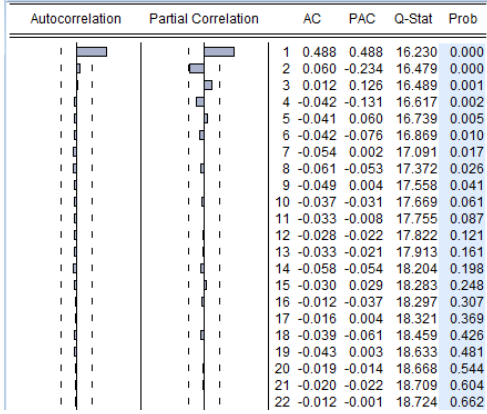 Autocorrelation Partial Correlation AC PAC Q-Stat Prob
1 0.488 0.488 16.230 0.000
2 0.060 -0.234 16.479 0.000
3 0.012 0.126 16.489 0.001
4 -0.042 -0.131 16.617 0.002
5 -0.041 0.060 16.739 0.005
6 -0.042 -0.076 16.869 0.010
7 -0.054 0.002 17.091 0.017
8 -0.061 -0.053 17.372 0.026
9 -0.049 0.004 17.558 0.041
10 -0.037 -0.031 17.669 0.061
11 -0.033 -0.008 17.755 0.087
12 -0.028 -0.022 17.822 0.121
13 -0.033 -0.021 17.913 0.161
14 -0.058 -0.054 18.204 0.198
15 -0.030 0.029 18.283 0.248
16 -0.012 -0.037 18.297 0.307
17 -0.016 0.004 18.321 0.369
18 -0.039 -0.061 18.459 0.426
19 -0.043 0.003 18.633 0.481
20 -0.019 -0.014 18.668 0.544
21 -0.020 -0.022 18.709 0.604
22 -0.012 -0.001 18.724 0.662